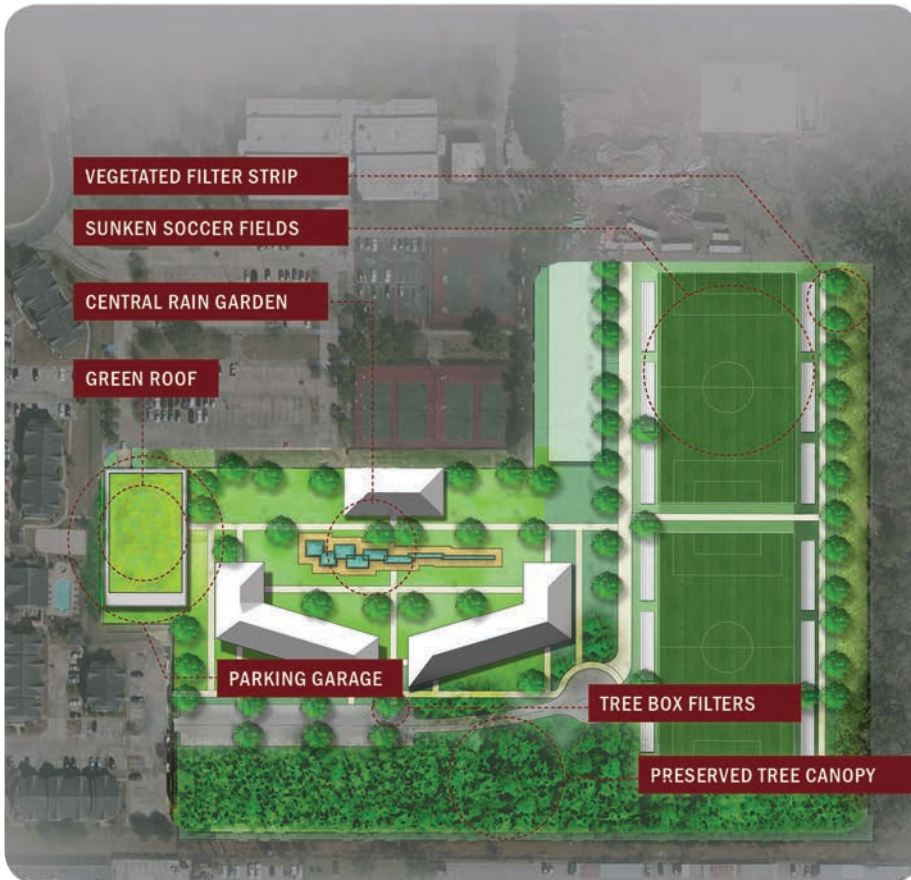 VEGETATED FILTER STRIP
SUNKEN SOCCER FIELDS
CENTRAL RAIN GARDEN
GREEN ROOF
PARKING GARAGE
TREE BOX FILTERS
PRESERVED TREE CANOPY